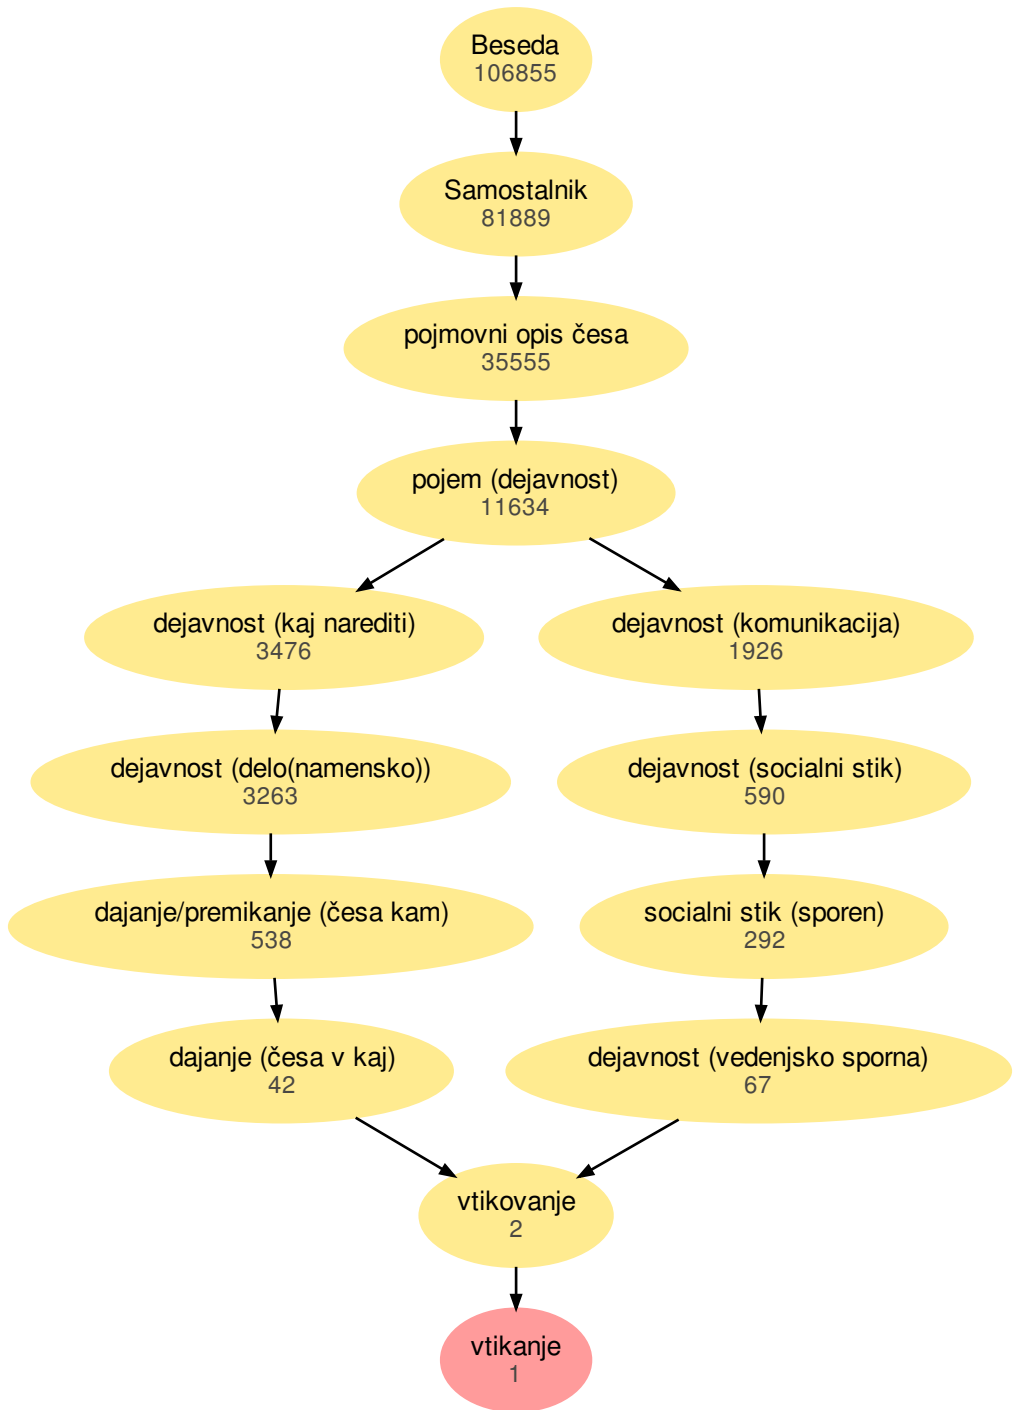 Beseda
106855
Samostalnik
81889
pojmovni opis česa
35555
pojem (dejavnost)
11634
dejavnost (kaj narediti)
3476
dejavnost (komunikacija)
1926
dejavnost (delo(namensko))
3263
dejavnost (socialni stik)
590
dajanje/premikanje (česa kam)
538
socialni stik (sporen)
292
dajanje (česa v kaj)
42
dejavnost (vedenjsko sporna)
67
vtikovanje
2
vtikanje
1